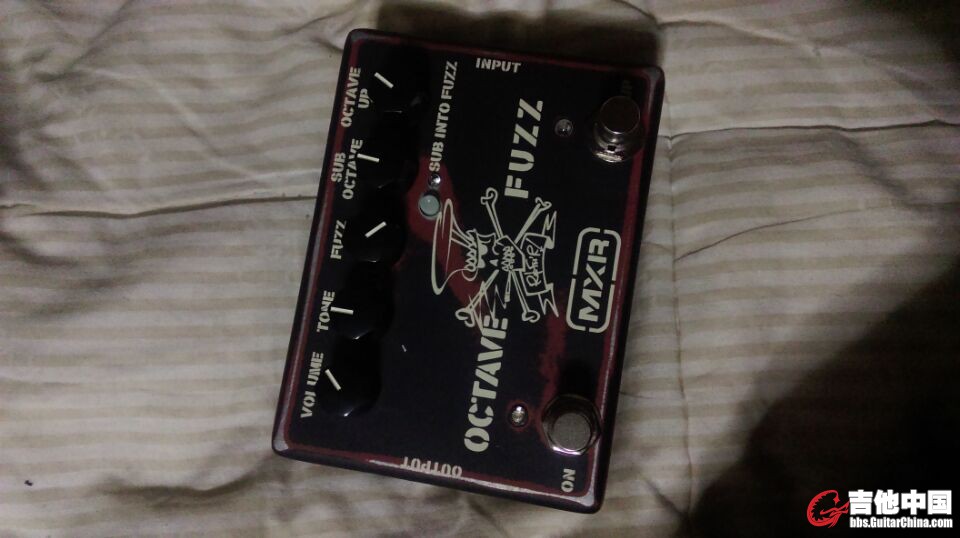 VOLUME
TONE
FUZZ
SUB
OCTAVE
OCTAVE
UP
SUB INTO FUZZ
INPUT
OUTPUT
OCTAVE
FUZZ
MXR
ON
吉他中国
bbs.GuitarChina.com